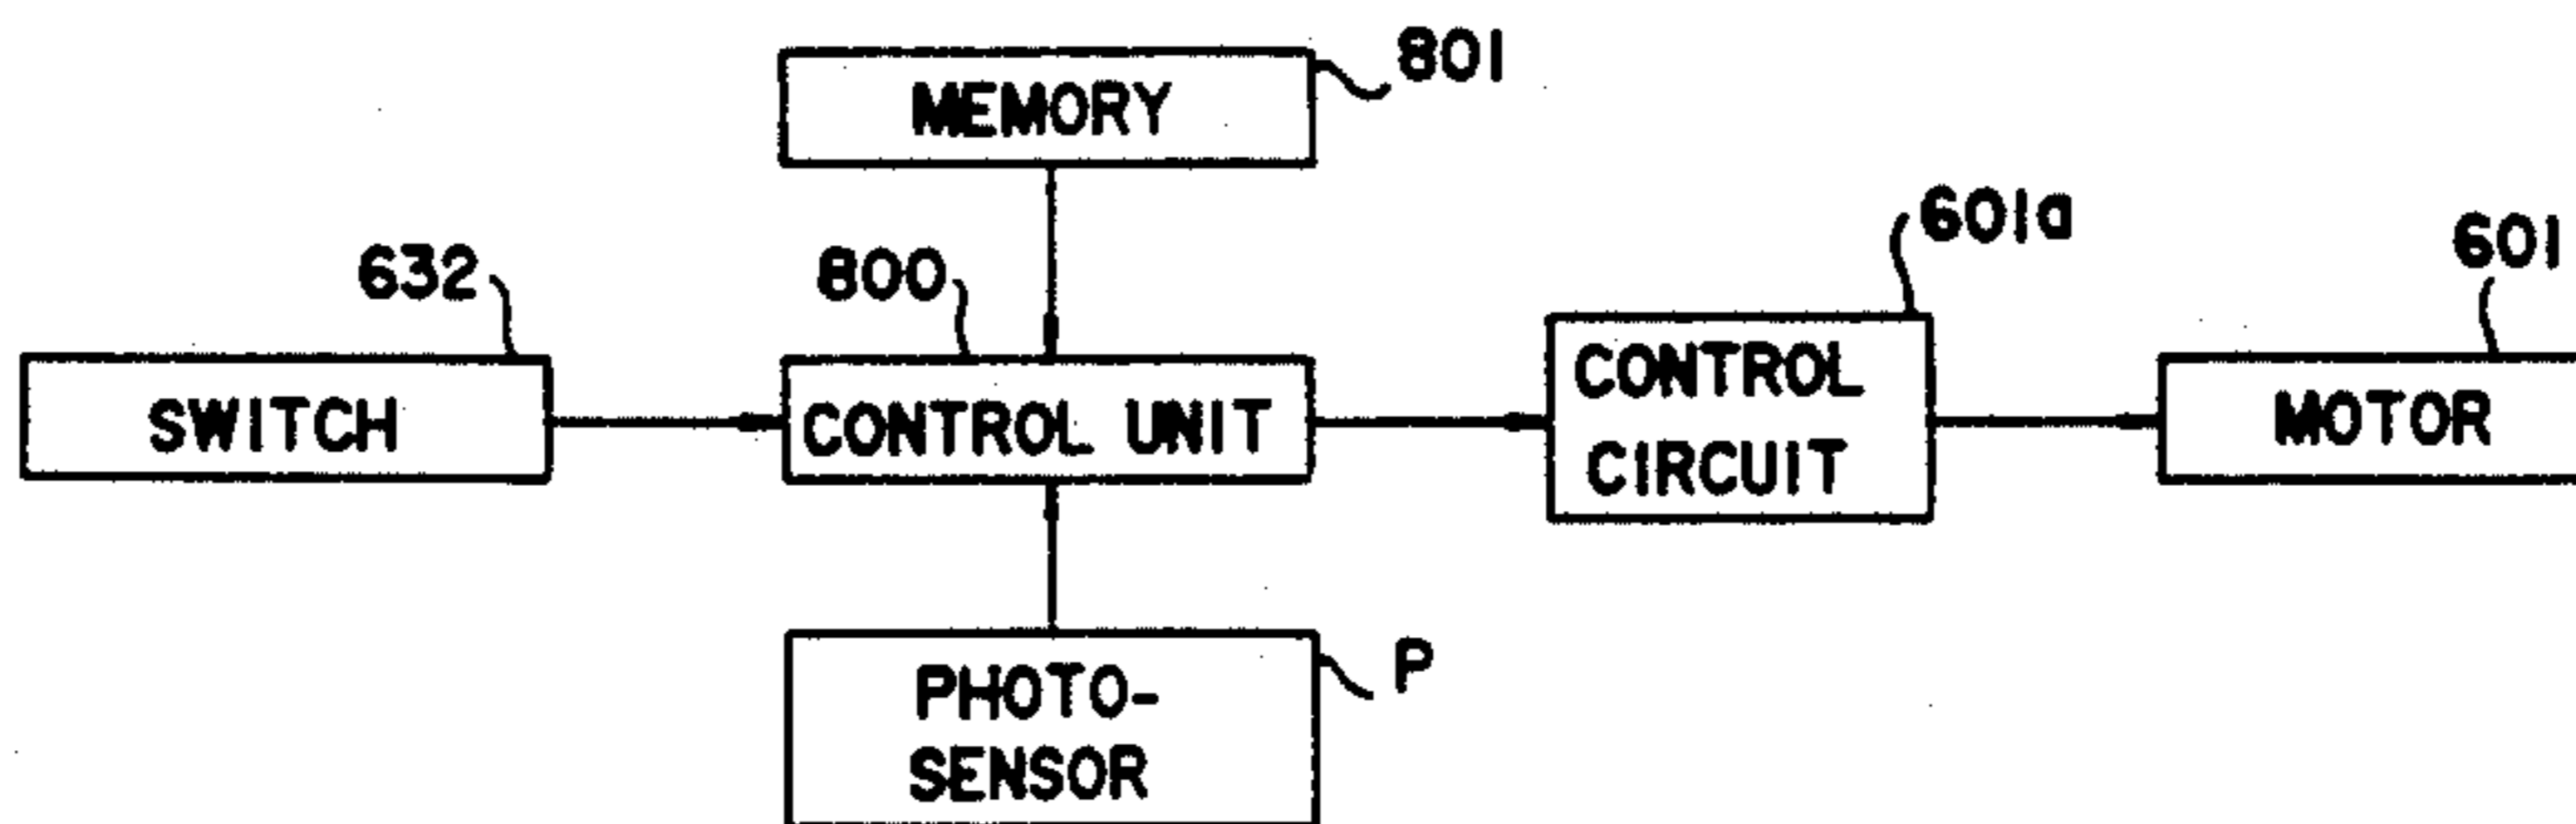 801
MEMORY
601a
601
632
800
SWITCH
CONTROL UNIT
CONTROL
CIRCUIT
MOTOR
P
PHOTO-
SENSOR